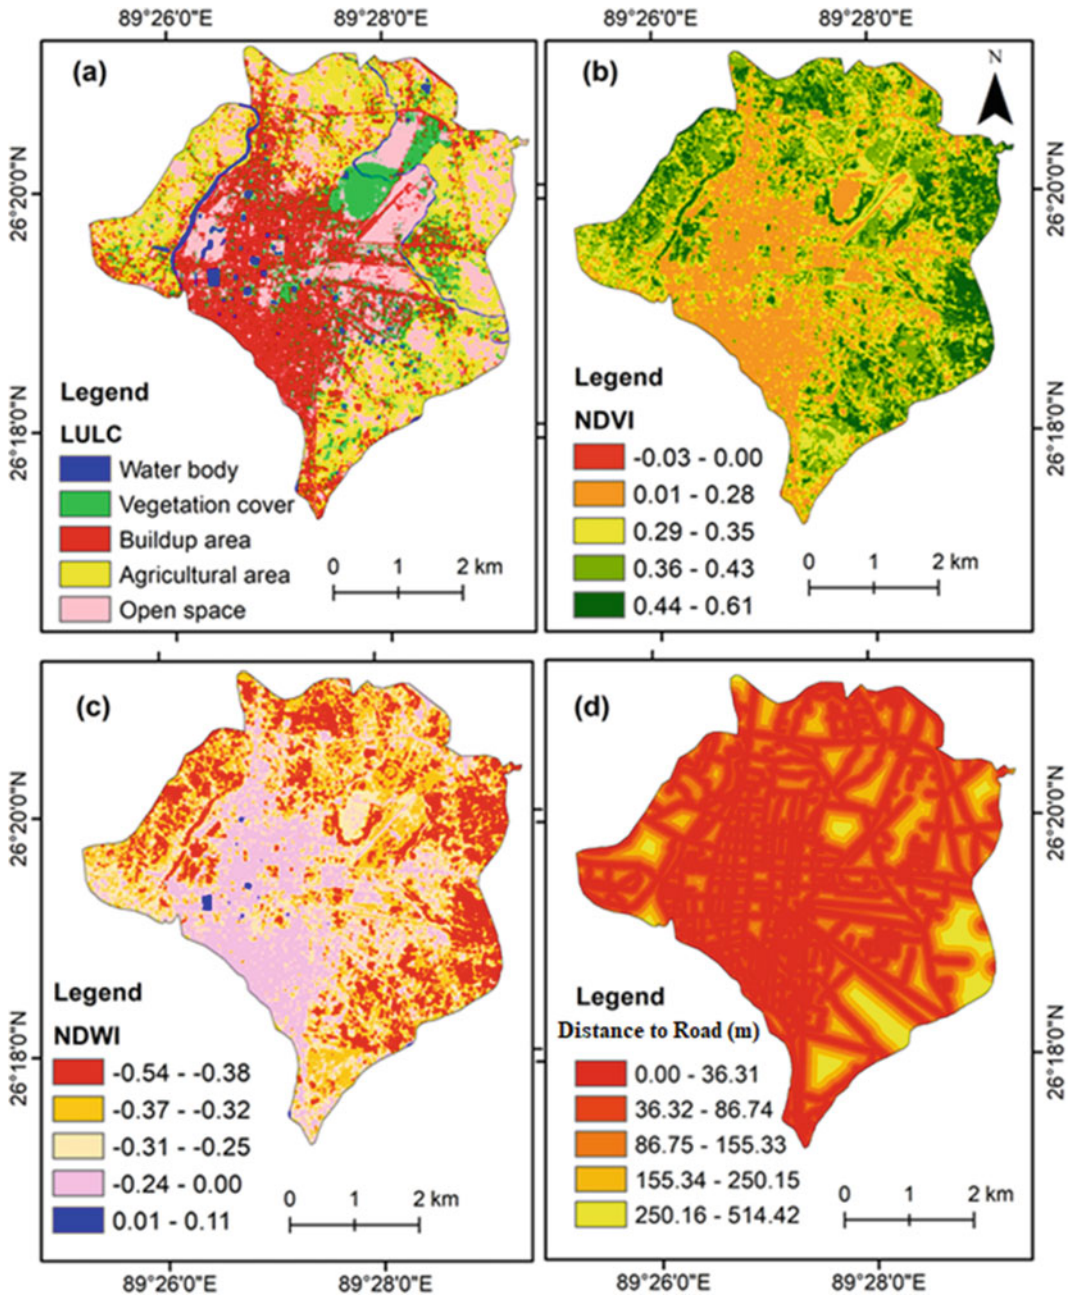 89°26'0"E 89°28'0"E 89°26'0"E 89°28'0"E
(a)
26°20'0"N
26°18'0"N
Legend
LULC
Water body
Vegetation cover
Buildup area
Agricultural area
Open space
0 1 2 km
(b)
N
26°20'0"N
26°18'0"N
Legend
NDVI
-0.03 - 0.00
0.01 - 0.28
0.29 - 0.35
0.36 - 0.43
0.44 - 0.61
0 1 2 km
(c)
26°20'0"N
26°18'0"N
Legend
NDWI
-0.54 - -0.38
-0.37 - -0.32
-0.31 - -0.25
-0.24 - 0.00
0.01 - 0.11
0 1 2 km
(d)
26°20'0"N
26°18'0"N
Legend
Distance to Road (m)
0.00 - 36.31
36.32 - 86.74
86.75 - 155.33
155.34 - 250.15
250.16 - 514.42
0 1 2 km
89°26'0"E 89°28'0"E 89°26'0"E 89°28'0"E